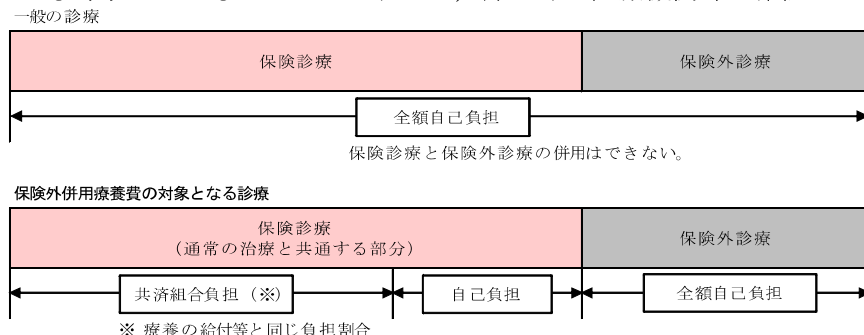 一般の診療
保険診療
保険外診療
全額自己負担
保険診療と保険外診療の併用はできない。
保険外併用療養費の対象となる診療
保険診療
（通常の治療と共通する部分）
保険外診療
共済組合負担（※）
自己負担
全額自己負担
※ 療養の給付等と同じ負担割合